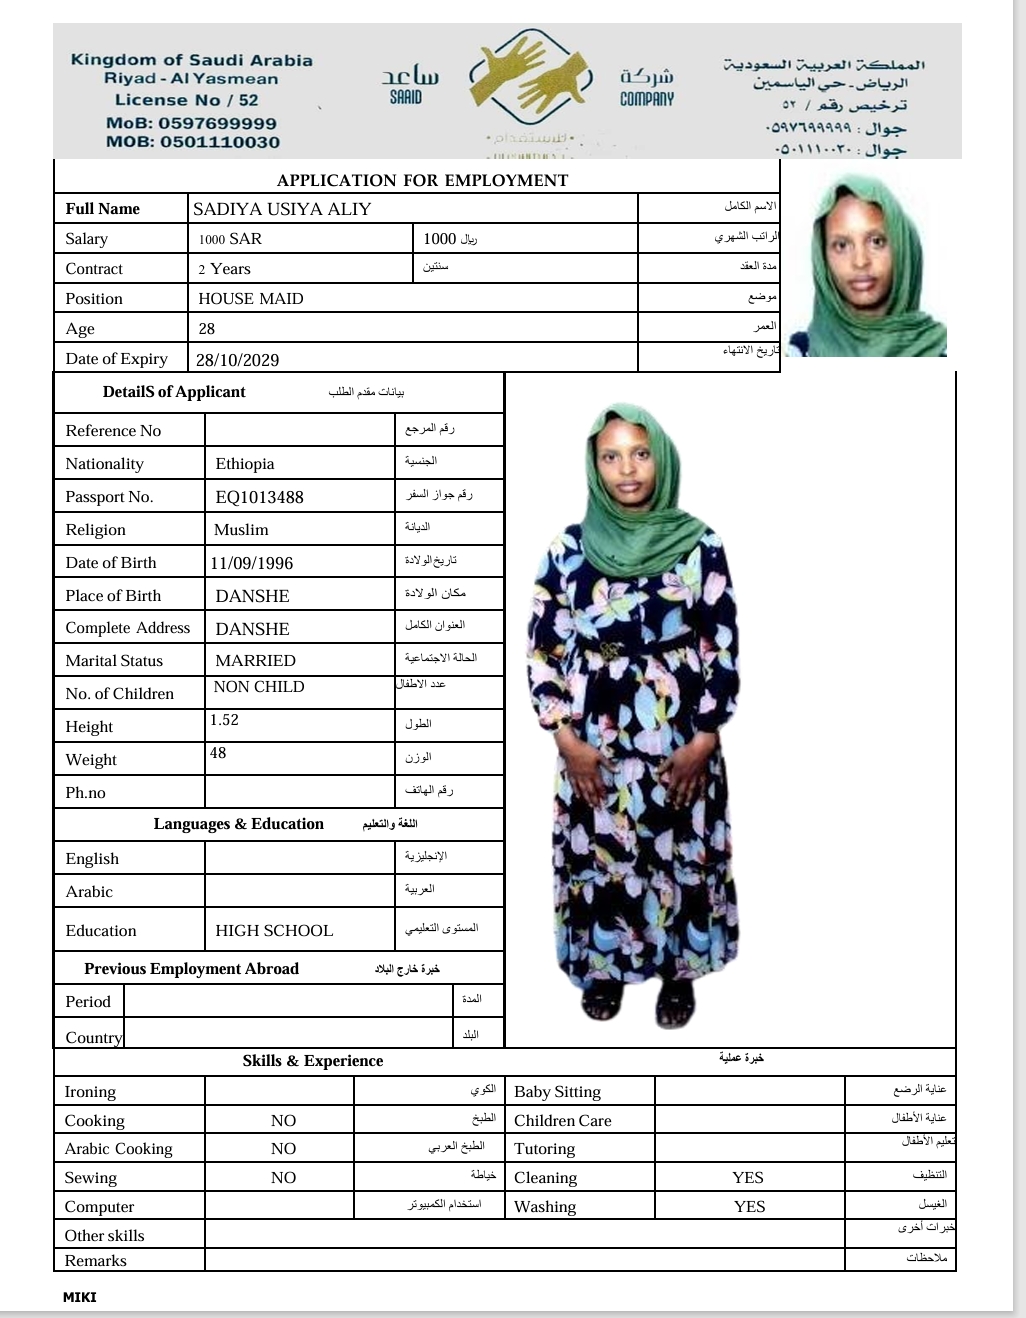 Kingdom of Saudi Arabia
Riyad - Al Yasmean
License No / 52
MoB: 0597699999
MOB: 0501110030
ساعد
SAAID
شركة
COMPANY
للاستقدام
المملكة العربية السعودية
الرياض - حي الياسمين
ترخيص رقم / ٥٢
جوال : ٠٥٩٧٦٩٩٩٩٩
جوال : ٠٥٠١١١٠٠٣٠
APPLICATION FOR EMPLOYMENT
Full Name SADIYA USIYA ALIY الاسم الكامل
Salary 1000 SAR 1000 ريال الراتب الشهري
Contract 2 Years سنتين مدة العقد
Position HOUSE MAID موضع
Age 28 العمر
Date of Expiry 28/10/2029 تاريخ الانتهاء
DetailS of Applicant بيانات مقدم الطلب
Reference No رقم المرجع
Nationality Ethiopia الجنسية
Passport No. EQ1013488 رقم جواز السفر
Religion Muslim الديانة
Date of Birth 11/09/1996 تاريخ الولادة
Place of Birth DANSHE مكان الولادة
Complete Address DANSHE العنوان الكامل
Marital Status MARRIED الحالة الاجتماعية
No. of Children NON CHILD عدد الاطفال
Height 1.52 الطول
Weight 48 الوزن
Ph.no رقم الهاتف
Languages & Education اللغة والتعليم
English الإنجليزية
Arabic العربية
Education HIGH SCHOOL المستوى التعليمي
Previous Employment Abroad خبرة خارج البلاد
Period المدة
Country البلد
Skills & Experience خبرة عملية
Ironing الكوي Baby Sitting عناية الرضع
Cooking NO الطبخ Children Care عناية الأطفال
Arabic Cooking NO الطبخ العربي Tutoring تعليم الأطفال
Sewing NO خياطة Cleaning YES التنظيف
Computer استخدام الكمبيوتر Washing YES الغيسل
Other skills خبرات أخرى
Remarks ملاحظات
MIKI